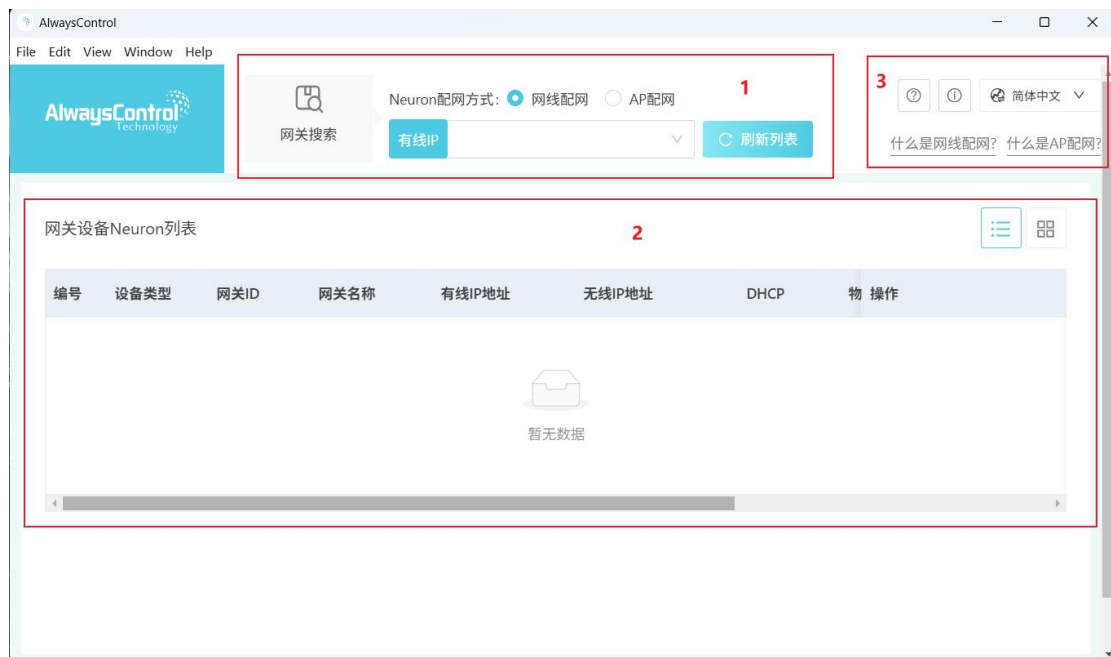 AlwaysControl
File Edit View Window Help
AlwaysControl
Technology
网关搜索
Neuron配网方式: 网线配网 AP配网
1
有线IP
刷新列表
3
简体中文
什么是网线配网? 什么是AP配网?
网关设备Neuron列表
2
编号 设备类型 网关ID 网关名称 有线IP地址 无线IP地址 DHCP 物 操作
暂无数据